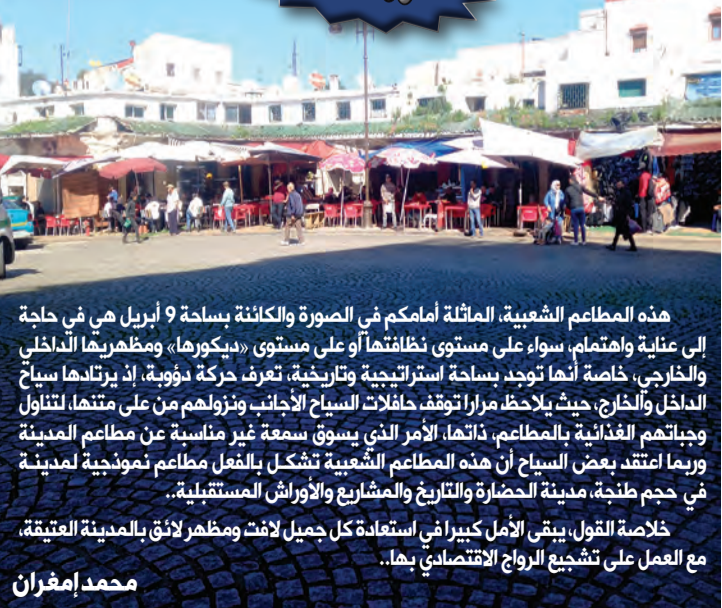 هذه المطاعم الشعبية، الماثلة أمامكم في الصورة والكائنة بساحة 9 أبريل هي في حاجة
إلى عناية واهتمام، سواء على مستوى نظافتها أو على مستوى «ديكورها» ومظهريها الداخلي
والخارجي، خاصة أنها توجد بساحة استراتيجية وتاريخية، تعرف حركة دؤوبة، إذ يرتادها سياح
الداخل والخارج، حيث يلاحظ مرارا توقف حافلات السياح الأجانب ونزولهم من على متنها، لتناول
وجباتهم الغذائية بالمطاعم، ذاتها، الأمر الذي يسوق سمعة غير مناسبة عن مطاعم المدينة
وربما اعتقد بعض السياح أن هذه المطاعم الشعبية تشكل بالفعل مطاعم نموذجية لمدينة
في حجم طنجة، مدينة الحضارة والتاريخ والمشاريع والأوراش المستقبلية..
خلاصة القول، يبقى الأمل كبيرا في استعادة كل جميل لافت ومظهر لائق بالمدينة العتيقة،
مع العمل على تشجيع الرواج الاقتصادي بها..
محمد إمغران